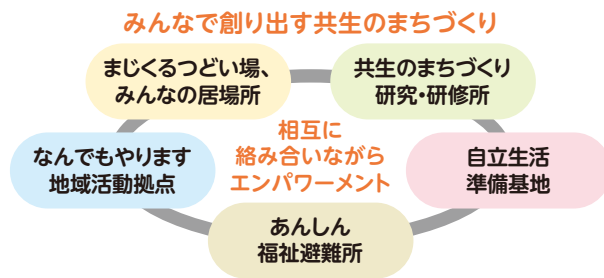 みんなで創り出す共生のまちづくり
まじくるつどい場、
みんなの居場所
共生のまちづくり
研究・研修所
相互に
絡み合いながら
エンパワーメント
なんでもやります
地域活動拠点
自立生活
準備基地
あんしん
福祉避難所